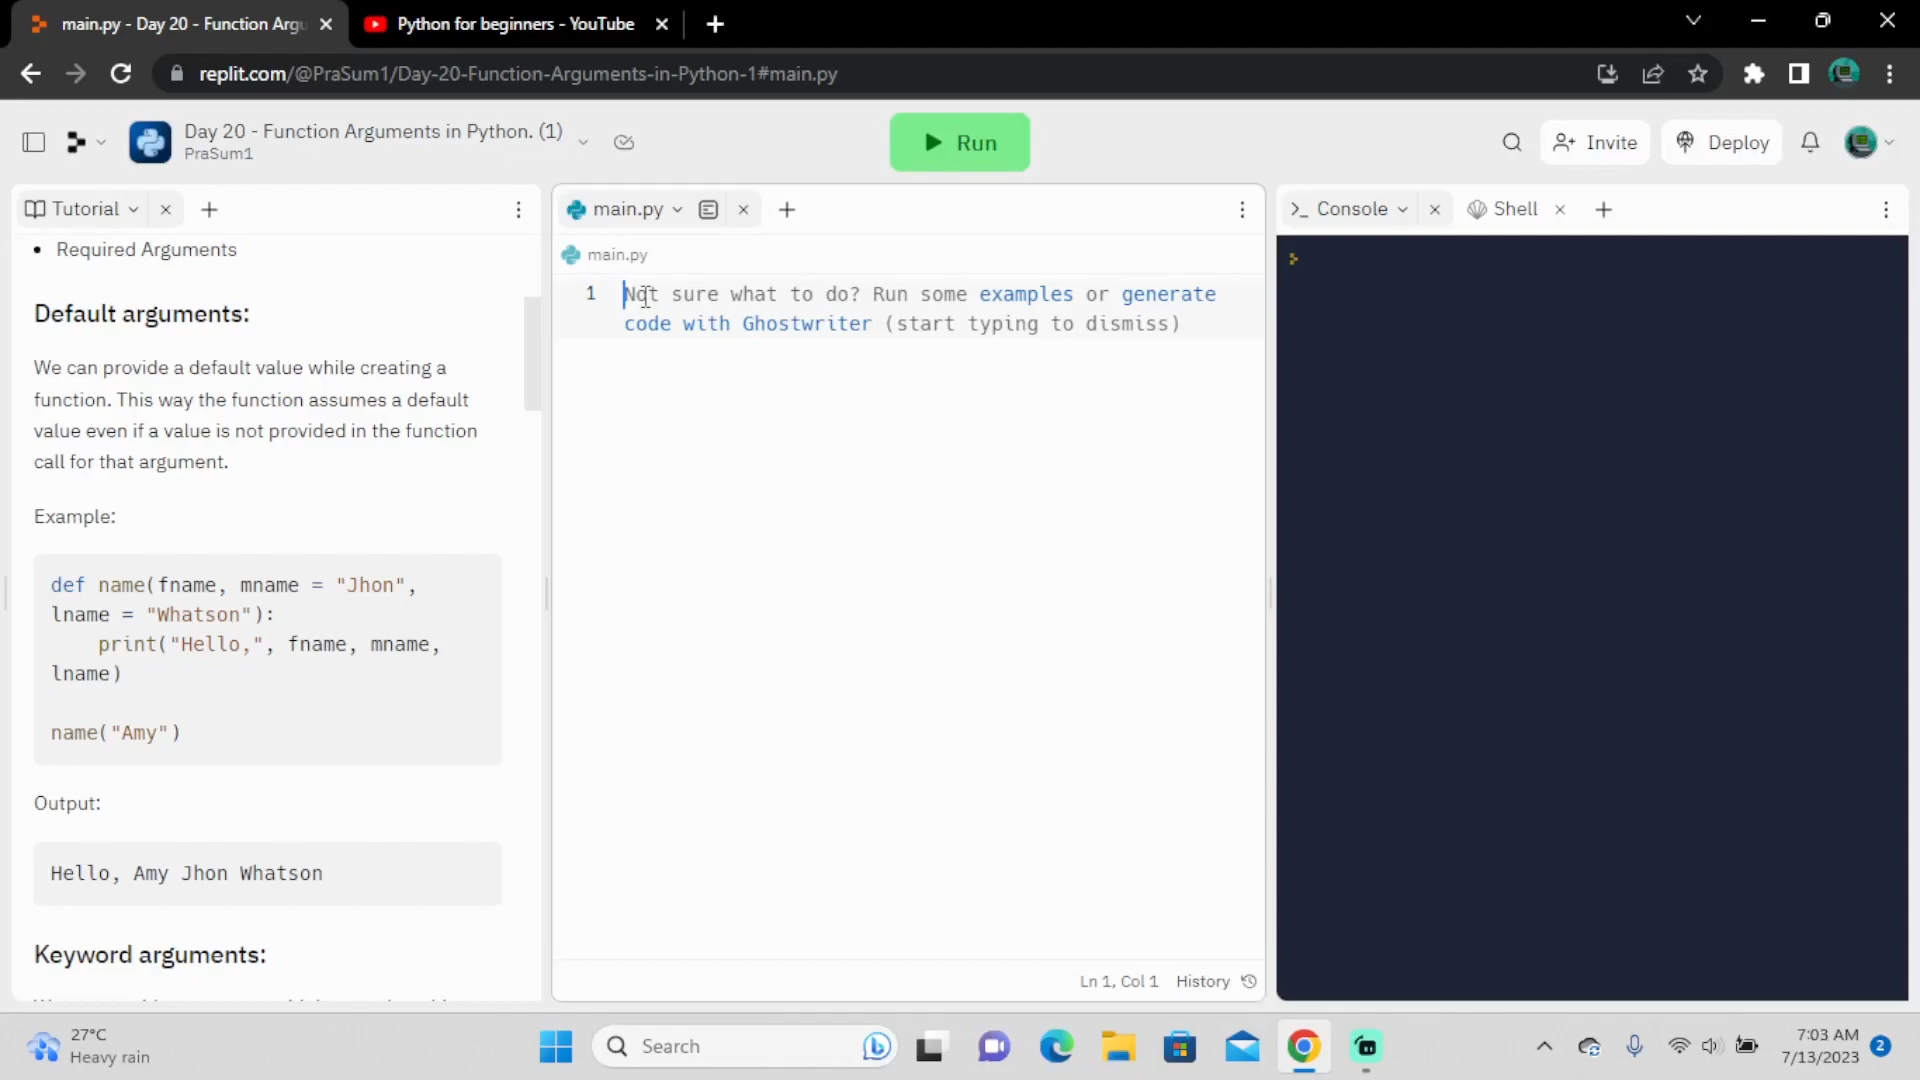 main.py - Day 20 - Function Argu
Python for beginners - YouTube
replit.com/@PraSum1/Day-20-Function-Arguments-in-Python-1#main.py
Day 20 - Function Arguments in Python. (1)
PraSum1
Run
Invite
Deploy
Tutorial
main.py
Console
Shell
Required Arguments
Default arguments:
We can provide a default value while creating a
function. This way the function assumes a default
value even if a value is not provided in the function
call for that argument.
Example:
def name(fname, mname = "Jhon",
lname = "Whatson"):
print("Hello,", fname, mname,
lname)
name("Amy")
Output:
Hello, Amy Jhon Whatson
Keyword arguments:
main.py
1 Not sure what to do? Run some examples or generate
code with Ghostwriter (start typing to dismiss)
Ln 1, Col 1 History
27°C
Heavy rain
Search
7:03 AM
7/13/2023
2